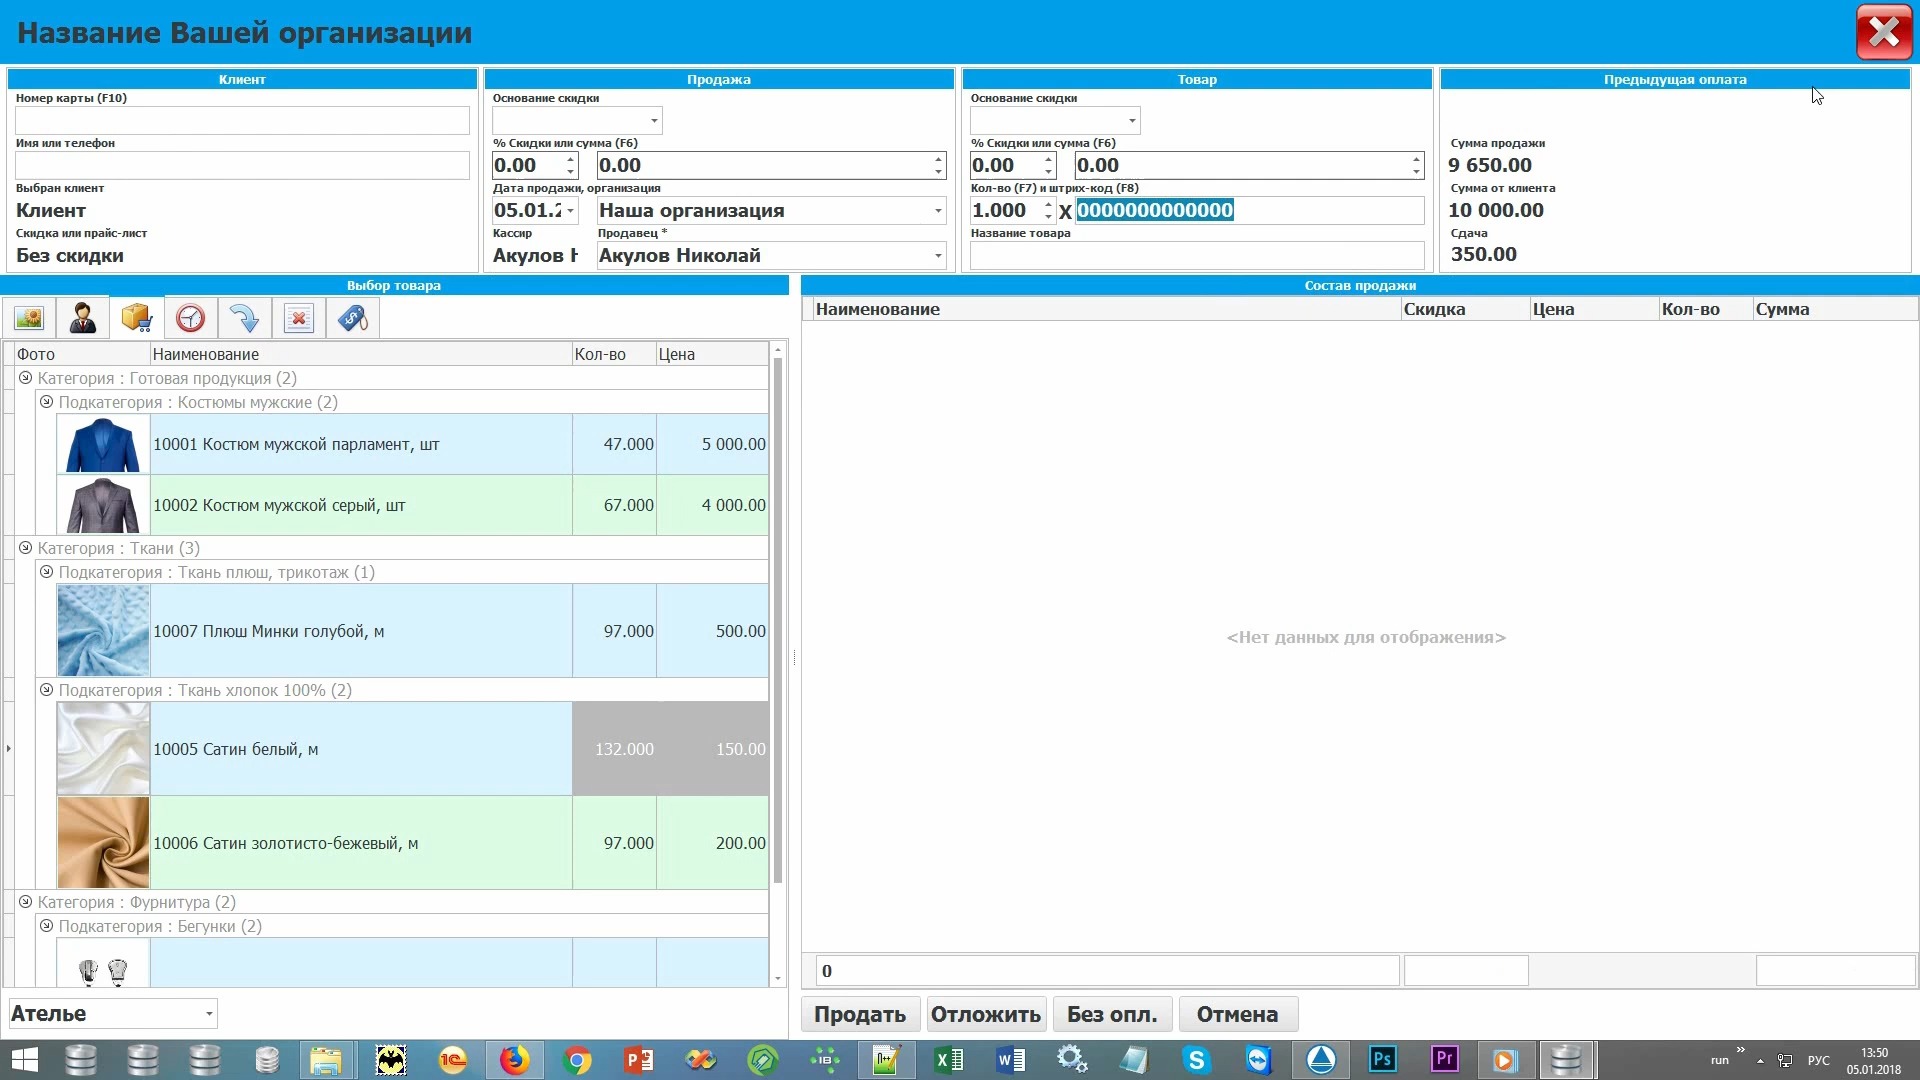 Название Вашей организации
Клиент
Номер карты (F10)
Имя или телефон
Выбран клиент
Клиент
Скидка или прайс-лист
Без скидки
Продажа
Основание скидки
% Скидки или сумма (F6)
0.00 0.00
Дата продажи, организация
05.01.2 Наша организация
Кассир Продавец *
Акулов Н Акулов Николай
Товар
Основание скидки
% Скидки или сумма (F6)
0.00 0.00
Кол-во (F7) и штрих-код (F8)
1.000 X 0000000000000
Название товара
Предыдущая оплата
Сумма продажи
9 650.00
Сумма от клиента
10 000.00
Сдача
350.00
Выбор товара
Фото Наименование Кол-во Цена
Категория : Готовая продукция (2)
Подкатегория : Костюмы мужские (2)
10001 Костюм мужской парламент, шт 47.000 5 000.00
10002 Костюм мужской серый, шт 67.000 4 000.00
Категория : Ткани (3)
Подкатегория : Ткань плюш, трикотаж (1)
10007 Плюш Минки голубой, м 97.000 500.00
Подкатегория : Ткань хлопок 100% (2)
10005 Сатин белый, м 132.000 150.00
10006 Сатин золотисто-бежевый, м 97.000 200.00
Категория : Фурнитура (2)
Подкатегория : Бегунки (2)
Ателье
Состав продажи
Наименование Скидка Цена Кол-во Сумма
<Нет данных для отображения>
0
Продать Отложить Без опл. Отмена
run » РУС 13:50
05.01.2018